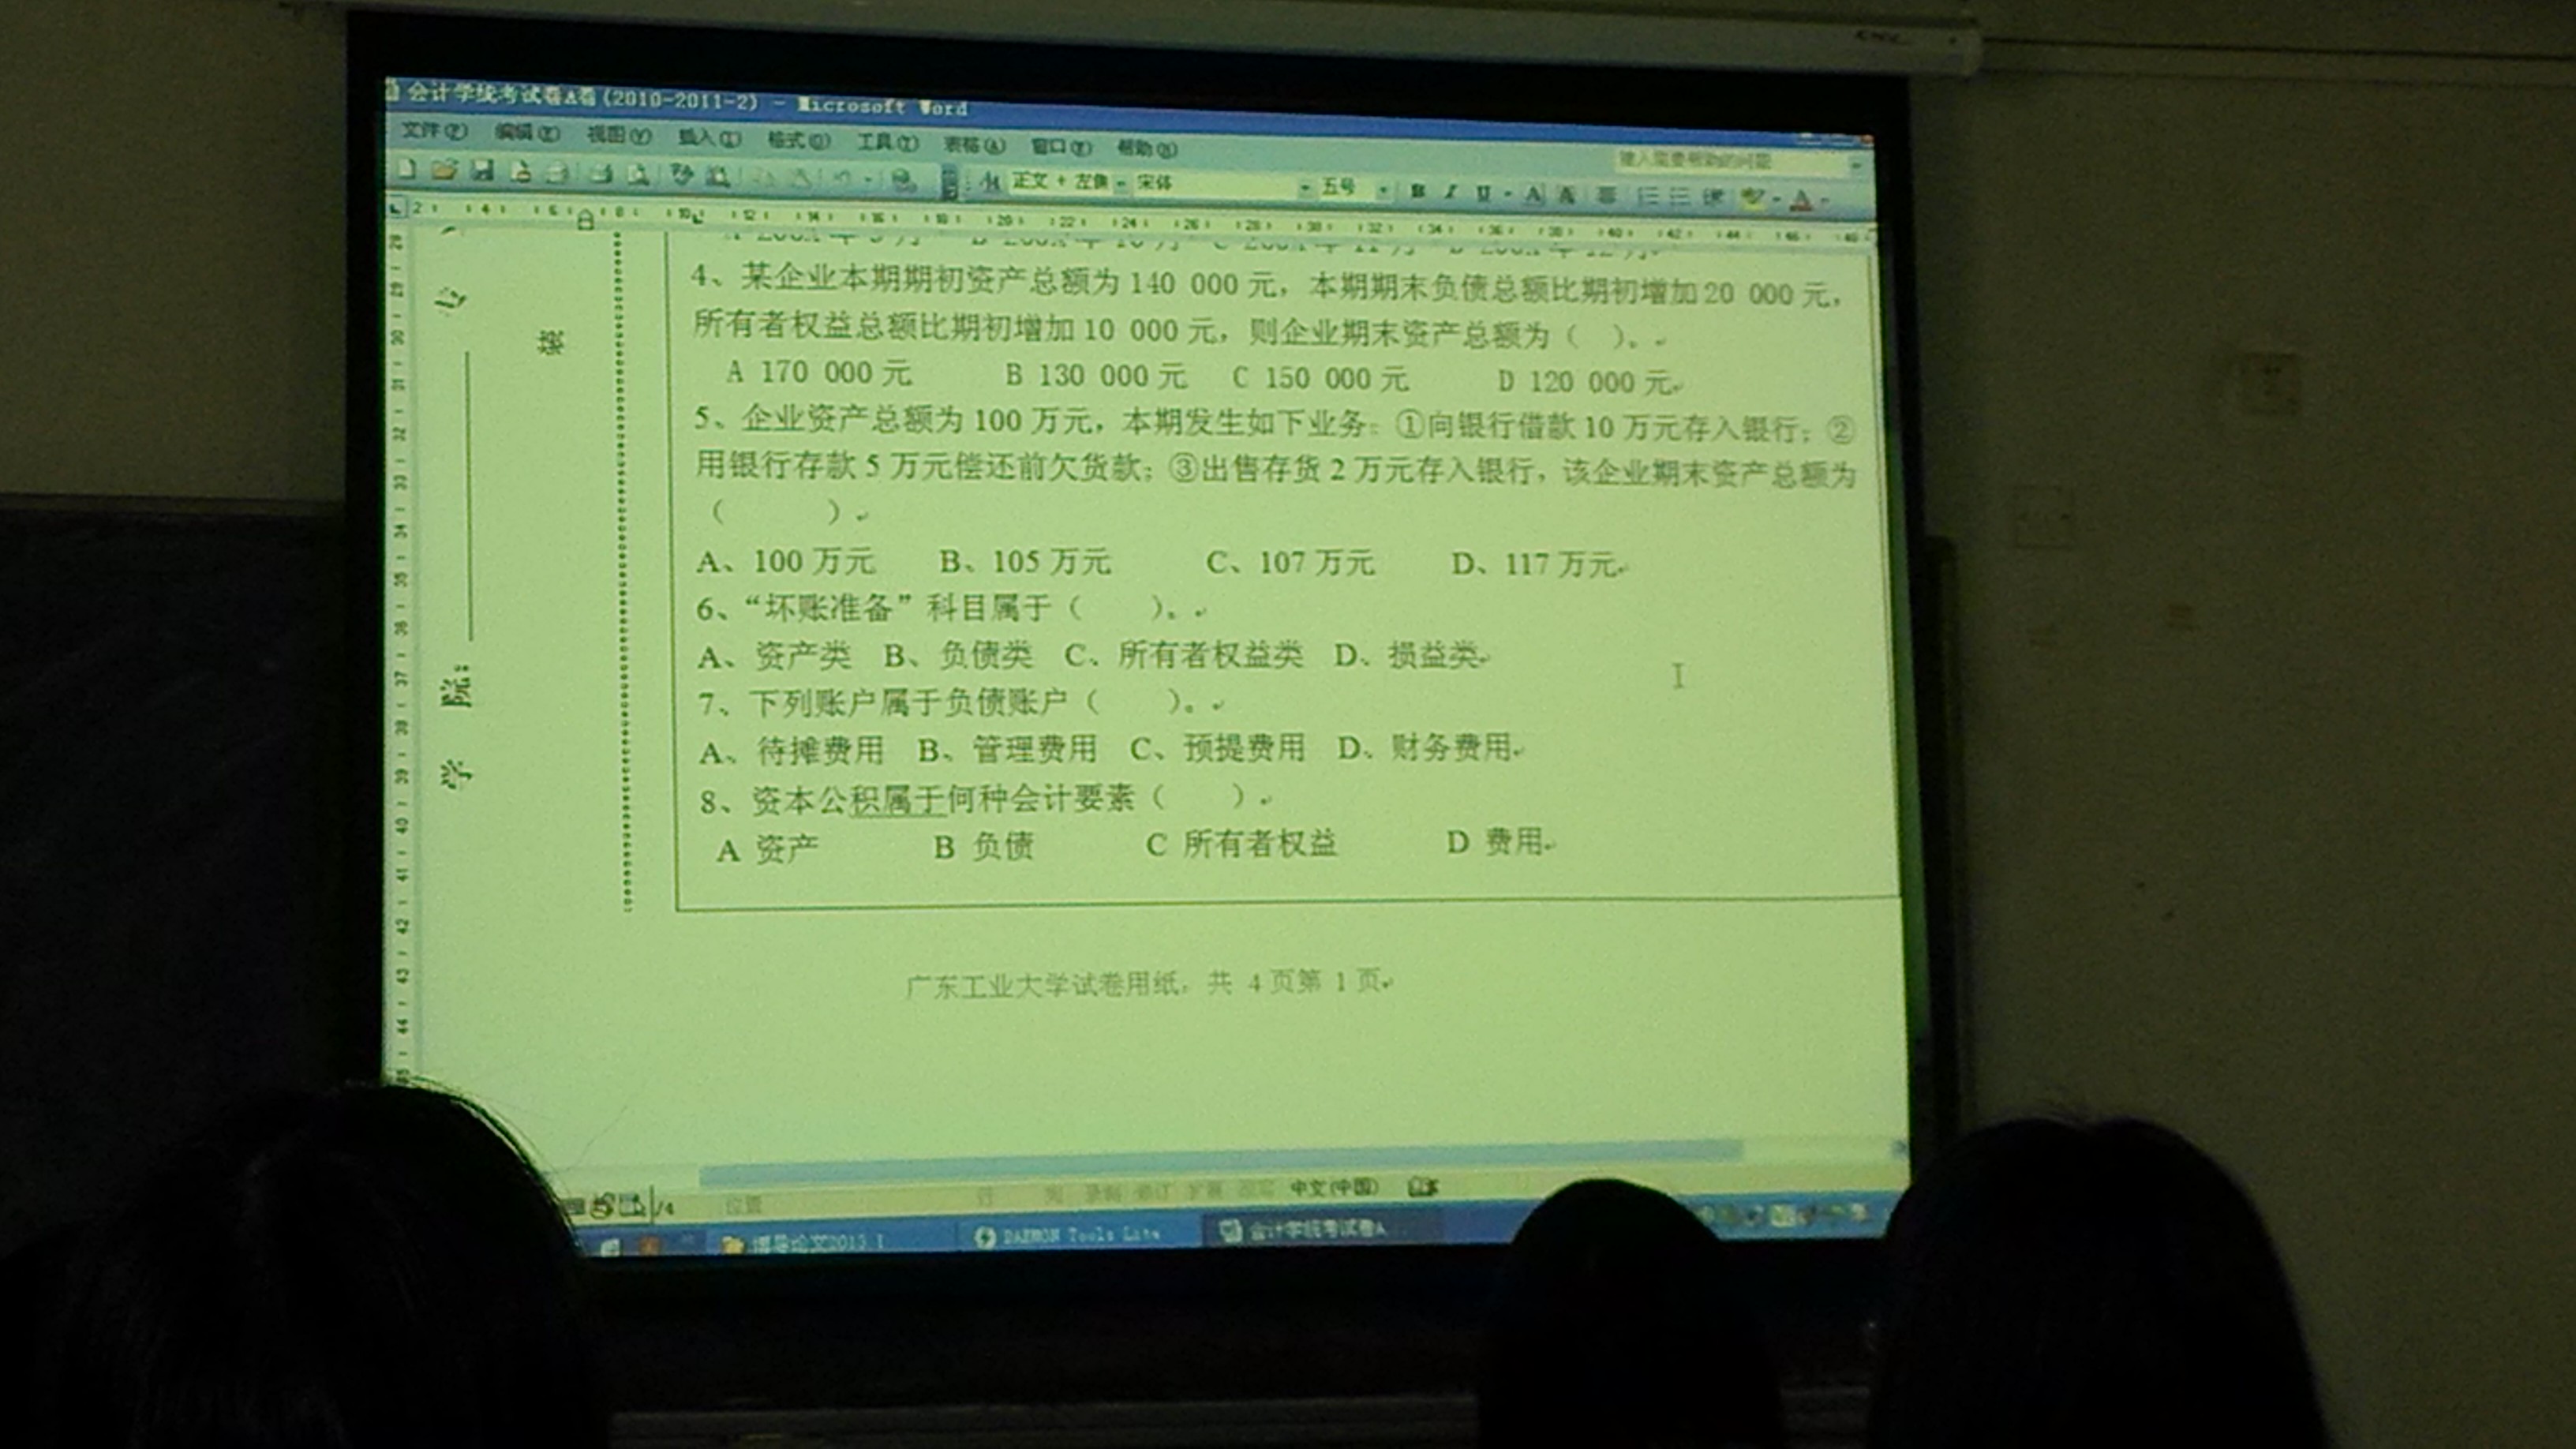 会计学统考试卷A卷(2010-2011-2) - Microsoft Word
文件(F) 编辑(E) 视图(V) 插入(I) 格式(O) 工具(T) 表格(A) 窗口(W) 帮助(H)
键入需要帮助的问题
正文 + 左侧 宋体 五号 B I U A A A
4、某企业本期期初资产总额为 140 000 元，本期期末负债总额比期初增加 20 000 元，
所有者权益总额比期初增加 10 000 元，则企业期末资产总额为（ ）。
A 170 000 元 B 130 000 元 C 150 000 元 D 120 000 元
5、企业资产总额为 100 万元，本期发生如下业务：①向银行借款 10 万元存入银行；②
用银行存款 5 万元偿还前欠货款；③出售存货 2 万元存入银行，该企业期末资产总额为
（ ）
A、100 万元 B、105 万元 C、107 万元 D、117 万元
6、“坏账准备”科目属于（ ）。
A、资产类 B、负债类 C、所有者权益类 D、损益类
7、下列账户属于负债账户（ ）。
A、待摊费用 B、管理费用 C、预提费用 D、财务费用
8、资本公积属于何种会计要素（ ）.
A 资产 B 负债 C 所有者权益 D 费用
学 院:
装
广东工业大学试卷用纸，共 4 页第 1 页
/4 位置 行 列 录制 修订 扩展 改写 中文(中国)
DAEMON Tools Lite 会计学统考试卷A...